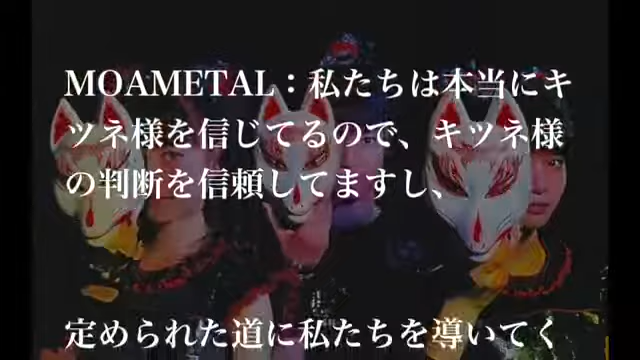 MOAMETAL：私たちは本当にキ
ツネ様を信じてるので、キツネ様
の判断を信頼してますし、
定められた道に私たちを導いてく